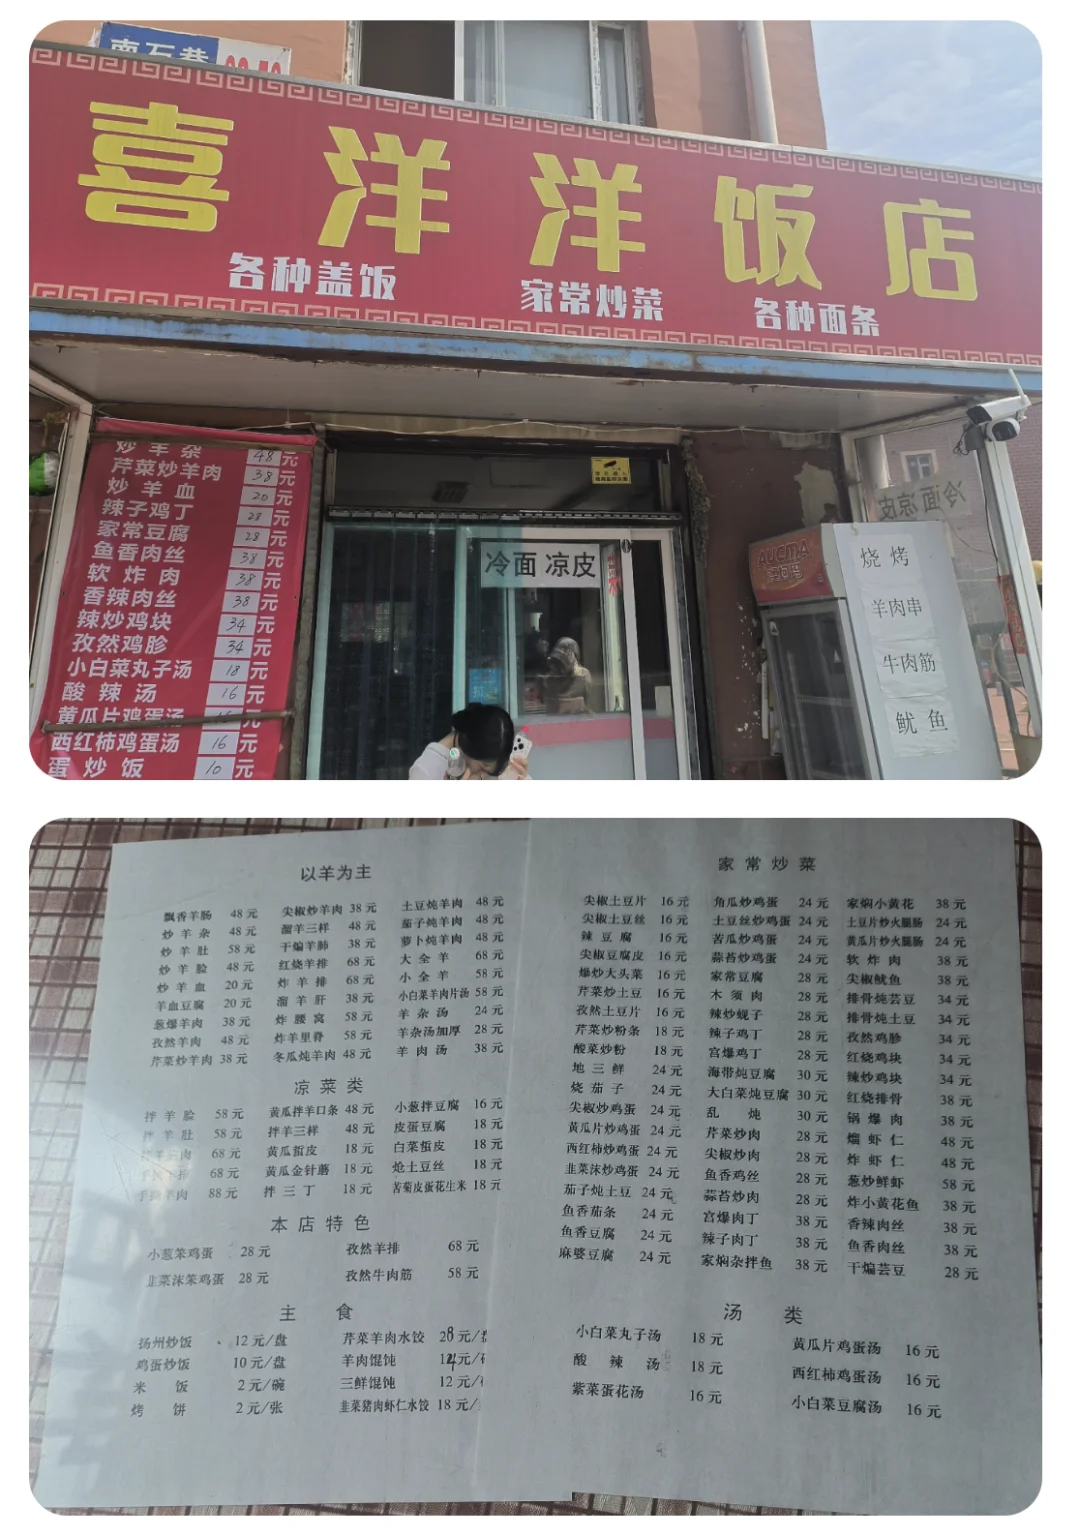 南石巷
喜洋洋饭店
各种盖饭 家常炒菜 各种面条
炒羊杂 48元
芹菜炒羊肉 38元
炒羊血 20元
辣子鸡丁 28元
家常豆腐 28元
鱼香肉丝 38元
软炸肉 38元
香辣肉丝 38元
辣炒鸡块 34元
孜然鸡胗 34元
小白菜丸子汤 18元
酸辣汤 16元
黄瓜片鸡蛋汤 元
西红柿鸡蛋汤 16元
蛋炒饭 10元
冷面 凉皮
AUCMA
澳柯玛
冷面凉皮
烧烤
羊肉串
牛肉筋
鱿鱼
以羊为主
飘香羊肠 48元 尖椒炒羊肉 38元 土豆炖羊肉 48元
炒羊杂 48元 溜羊三样 48元 茄子炖羊肉 48元
炒羊肚 58元 干煸羊肺 38元 萝卜炖羊肉 48元
炒羊脸 48元 红烧羊排 68元 大全羊 68元
炒羊血 20元 炸羊排 68元 小全羊 58元
羊血豆腐 20元 溜羊肝 38元 小白菜羊肉片汤 58元
葱爆羊肉 38元 炸腰窝 58元 羊杂汤 24元
孜然羊肉 48元 炸羊里脊 58元 羊杂汤加厚 28元
芹菜炒羊肉 38元 冬瓜炖羊肉 48元 羊肉汤 38元
凉菜类
拌羊脸 58元 黄瓜拌羊口条 48元 小葱拌豆腐 16元
拌羊肚 58元 拌羊三样 48元 皮蛋豆腐 18元
羊肉 68元 黄瓜蜇皮 18元 白菜蜇皮 18元
手 羊排 68元 黄瓜金针蘑 18元 炝土豆丝 18元
手 羊肉 88元 拌三丁 18元 苦菊皮蛋花生米 18元
本店特色
小葱笨鸡蛋 28元 孜然羊排 68元
韭菜沫笨鸡蛋 28元 孜然牛肉筋 58元
主食
扬州炒饭 12元/盘 芹菜羊肉水饺 28元/盘
鸡蛋炒饭 10元/盘 羊肉馄饨 14元/
米饭 2元/碗 三鲜馄饨 12元/
烤饼 2元/张 韭菜猪肉虾仁水饺 18元/
家常炒菜
尖椒土豆片 16元 角瓜炒鸡蛋 24元 家焖小黄花 38元
尖椒土豆丝 16元 土豆丝炒鸡蛋 24元 土豆片炒火腿肠 24元
辣豆腐 16元 苦瓜炒鸡蛋 24元 黄瓜片炒火腿肠 24元
尖椒豆腐皮 16元 蒜苔炒鸡蛋 24元 软炸肉 38元
爆炒大头菜 16元 家常豆腐 28元 尖椒鱿鱼 38元
芹菜炒土豆 16元 木须肉 28元 排骨炖芸豆 34元
孜然土豆片 16元 辣炒蚬子 28元 排骨炖土豆 34元
芹菜炒粉条 18元 辣子鸡丁 28元 孜然鸡胗 34元
酸菜炒粉 18元 宫爆鸡丁 28元 红烧鸡块 34元
地三鲜 24元 海带炖豆腐 30元 辣炒鸡块 34元
烧茄子 24元 大白菜炖豆腐 30元 红烧排骨 38元
尖椒炒鸡蛋 24元 乱炖 30元 锅爆肉 38元
黄瓜片炒鸡蛋 24元 芹菜炒肉 28元 熘虾仁 48元
西红柿炒鸡蛋 24元 尖椒炒肉 28元 炸虾仁 48元
韭菜沫炒鸡蛋 24元 鱼香鸡丝 28元 葱炒鲜虾 58元
茄子炖土豆 24元 蒜苔炒肉 28元 炸小黄花鱼 38元
鱼香茄条 24元 宫爆肉丁 38元 香辣肉丝 38元
鱼香豆腐 24元 辣子肉丁 38元 鱼香肉丝 38元
麻婆豆腐 24元 家焖杂拌鱼 38元 干煸芸豆 28元
汤类
小白菜丸子汤 18元 黄瓜片鸡蛋汤 16元
酸辣汤 18元 西红柿鸡蛋汤 16元
紫菜蛋花汤 16元 小白菜豆腐汤 16元